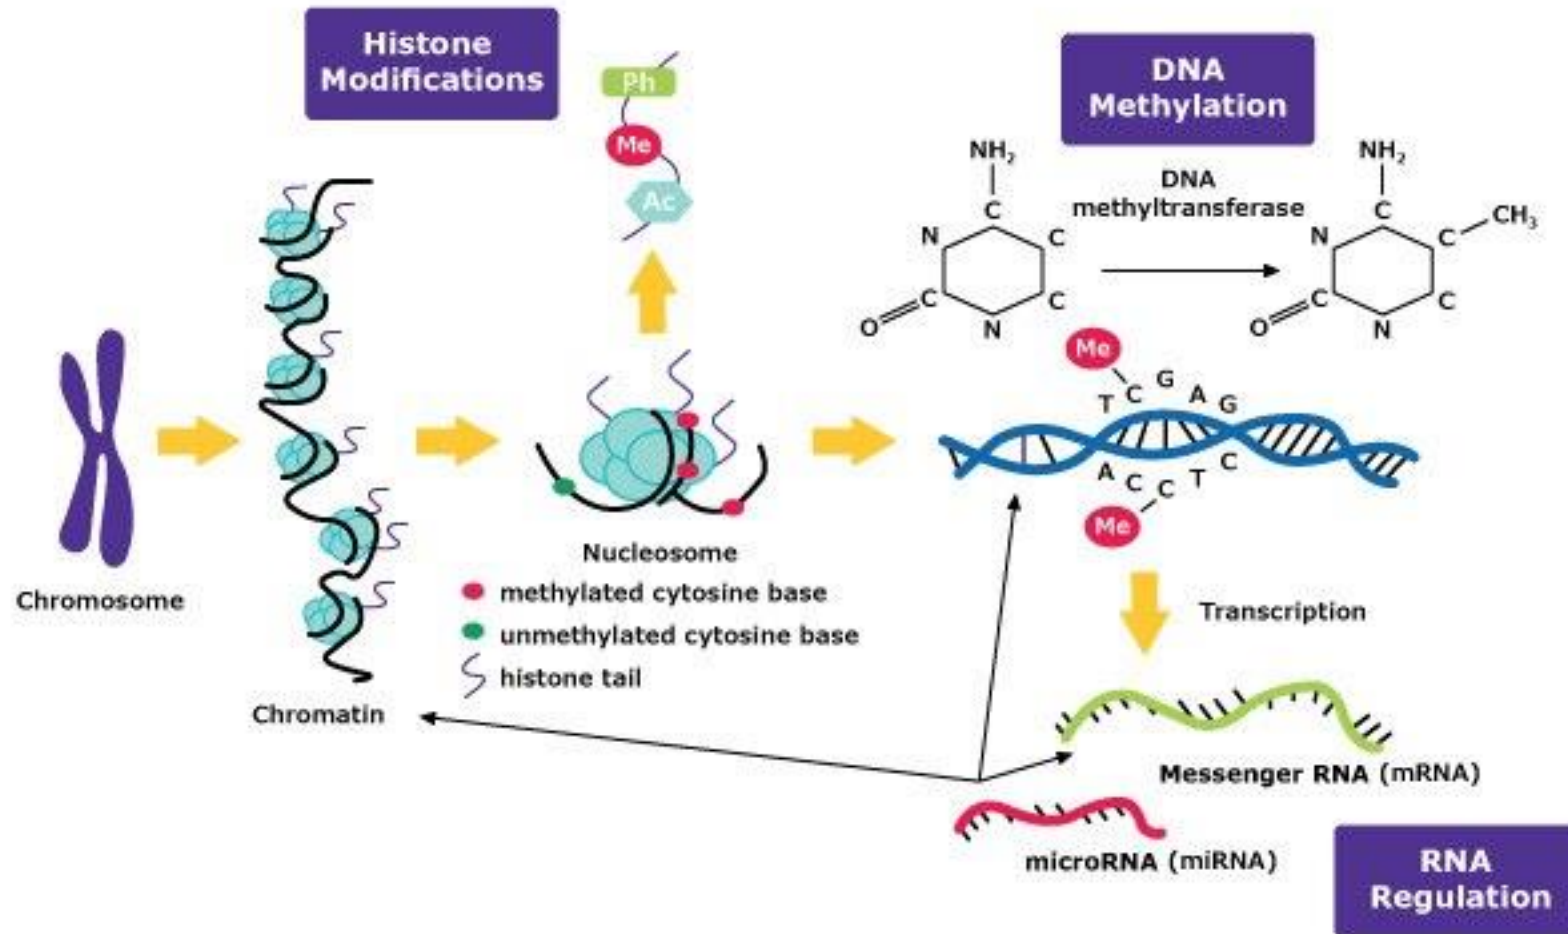 Histone
Modifications
DNA
Methylation
Ph
Me
Ac
NH₂
C
N
C
C
C
N
O
DNA
methyltransferase
NH₂
C
N
C
CH₃
C
C
N
O
Chromosome
Chromatin
Nucleosome
methylated cytosine base
unmethylated cytosine base
histone tail
Me
T C G A G
A C C T C
Me
Transcription
Messenger RNA (mRNA)
microRNA (miRNA)
RNA
Regulation